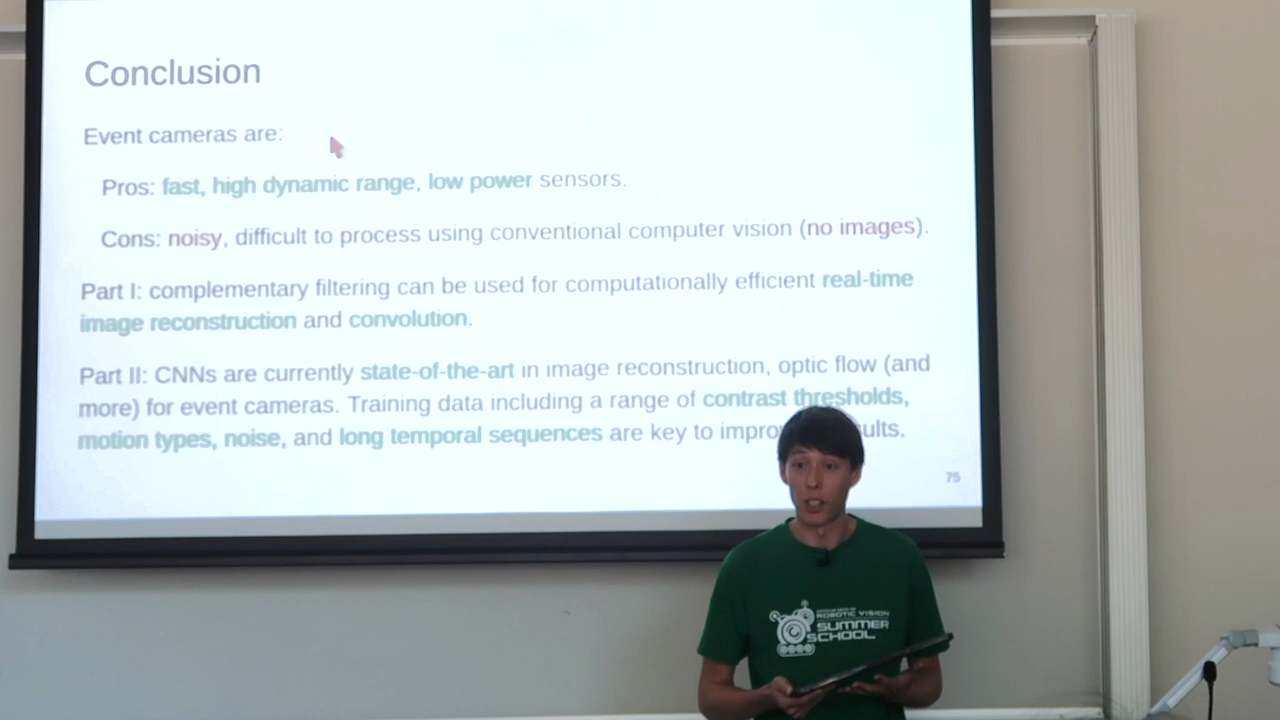 Conclusion
Event cameras are:
Pros: fast, high dynamic range, low power sensors.
Cons: noisy, difficult to process using conventional computer vision (no images).
Part I: complementary filtering can be used for computationally efficient real-time
image reconstruction and convolution.
Part II: CNNs are currently state-of-the-art in image reconstruction, optic flow (and
more) for event cameras. Training data including a range of contrast thresholds,
motion types, noise, and long temporal sequences are key to impro ults.
75
ROBOTIC VISION
SUMMER
SCHOOL